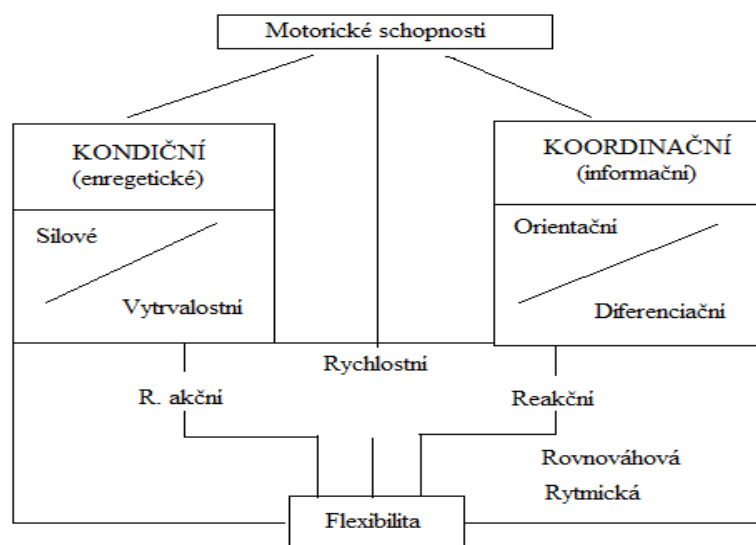 Motorické schopnosti
KONDIČNÍ
(enregetické)
KOORDINAČNÍ
(informační)
Silové
Vytrvalostní
Orientační
Diferenciační
Rychlostní
R. akční
Reakční
Rovnováhová
Rytmická
Flexibilita